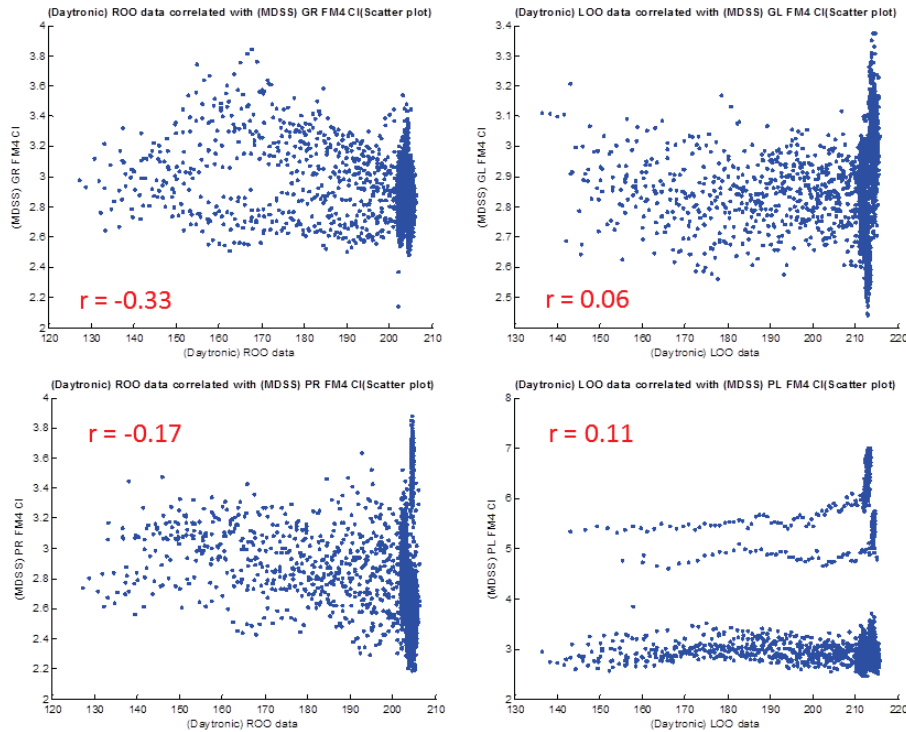 (Daytronic) ROO data correlated with (MDSS) GR FM4 CI(Scatter plot)
4
3.8
3.6
3.4
3.2
3
2.8
2.6
2.4
2.2
2
(MDSS) GR FM4 CI
r = -0.33
120 130 140 150 160 170 180 190 200 210
(Daytronic) ROO data
(Daytronic) LOO data correlated with (MDSS) GL FM4 CI(Scatter plot)
3.4
3.3
3.2
3.1
3
2.9
2.8
2.7
2.6
2.5
2.4
(MDSS) GL FM4 CI
r = 0.06
130 140 150 160 170 180 190 200 210 220
(Daytronic) LOO data
(Daytronic) ROO data correlated with (MDSS) PR FM4 CI(Scatter plot)
4
3.8
3.6
3.4
3.2
3
2.8
2.6
2.4
2.2
2
(MDSS) PR FM4 CI
r = -0.17
120 130 140 150 160 170 180 190 200 210
(Daytronic) ROO data
(Daytronic) LOO data correlated with (MDSS) PL FM4 CI(Scatter plot)
8
7
6
5
4
3
2
(MDSS) PL FM4 CI
r = 0.11
130 140 150 160 170 180 190 200 210 220
(Daytronic) LOO data